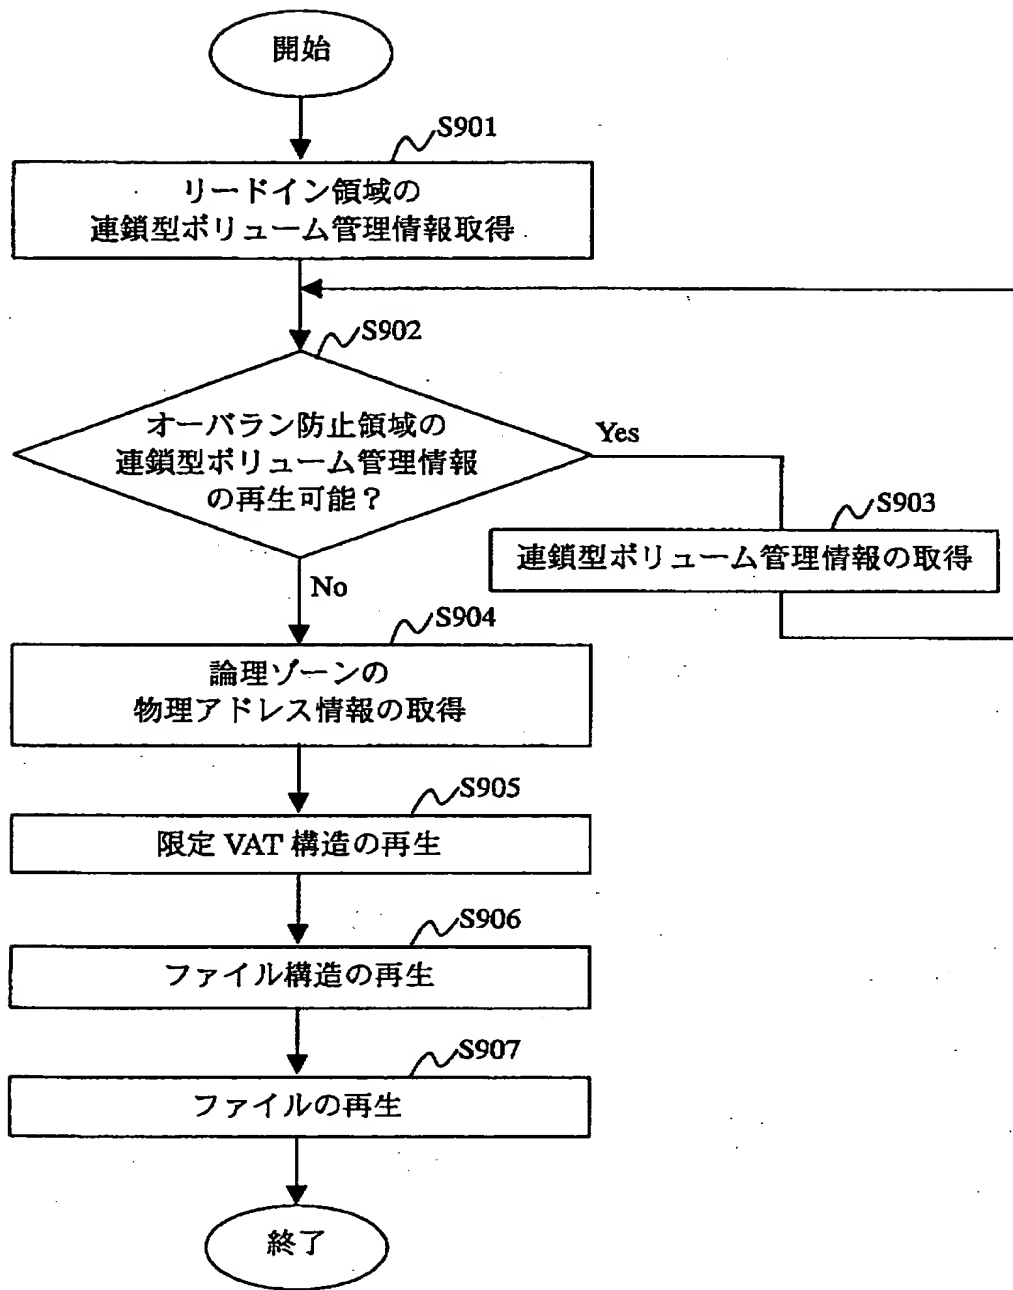 開始
S901
リードイン領域の
連鎖型ボリューム管理情報取得
S902
オーバラン防止領域の
連鎖型ボリューム管理情報
の再生可能？
Yes
S903
連鎖型ボリューム管理情報の取得
No
S904
論理ゾーンの
物理アドレス情報の取得
S905
限定 VAT 構造の再生
S906
ファイル構造の再生
S907
ファイルの再生
終了